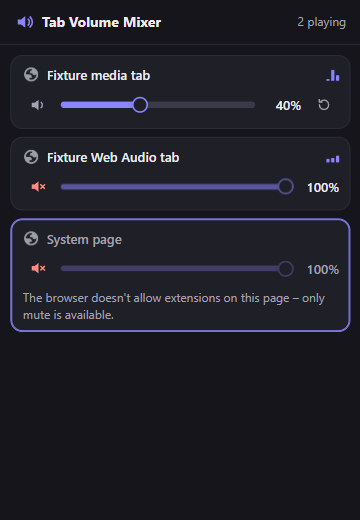 Tab Volume Mixer
2 playing
Fixture media tab
40%
Fixture Web Audio tab
100%
System page
100%
The browser doesn't allow extensions on this page – only
mute is available.